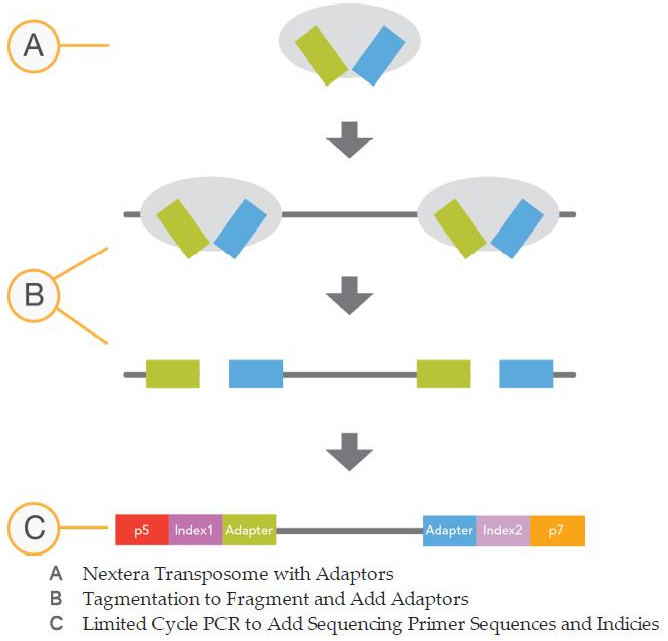 A
B
C
p5 Index1 Adapter Adapter Index2 p7
A Nextera Transposome with Adaptors
B Tagmentation to Fragment and Add Adaptors
C Limited Cycle PCR to Add Sequencing Primer Sequences and Indicies